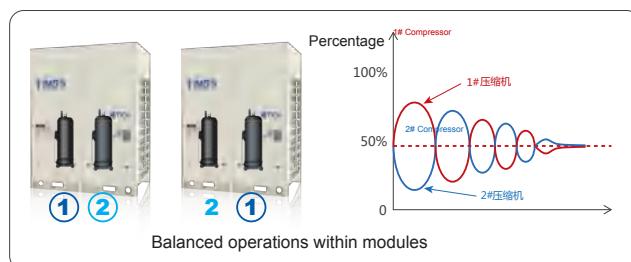 Percentage
1# Compressor
100%
1#压缩机
2# Compressor
50%
2#压缩机
0
1 2
2 1
Balanced operations within modules